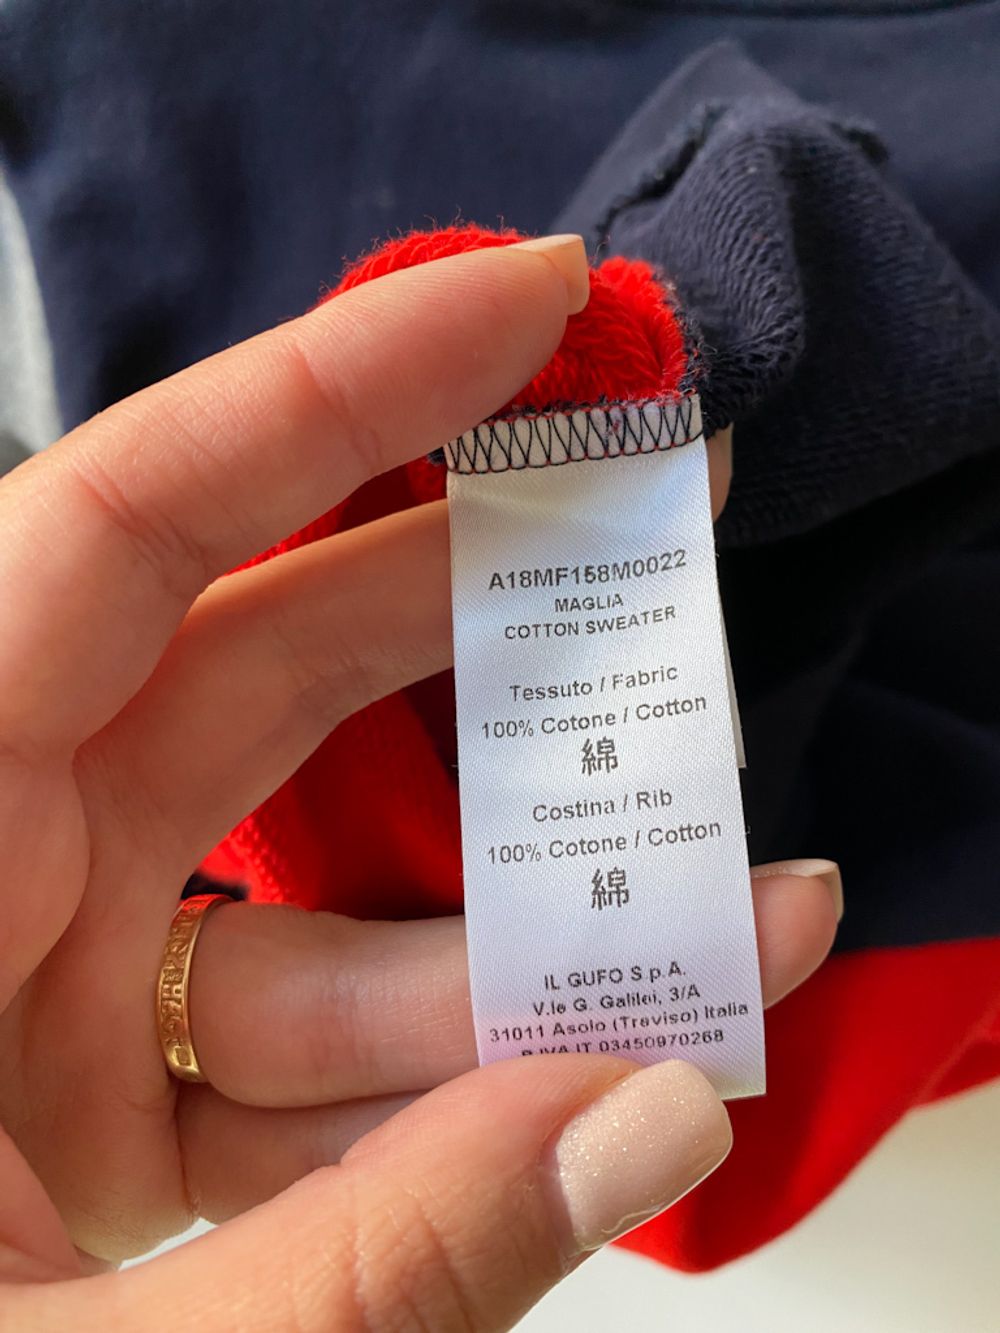 A18MF158M0022
MAGLIA
COTTON SWEATER
Tessuto / Fabric
100% Cotone / Cotton
綿
Costina / Rib
100% Cotone / Cotton
綿
IL GUFO S p.A.
V.le G. Galilei, 3/A
31011 Asolo (Treviso) Italia
P.IVA IT 03450970268